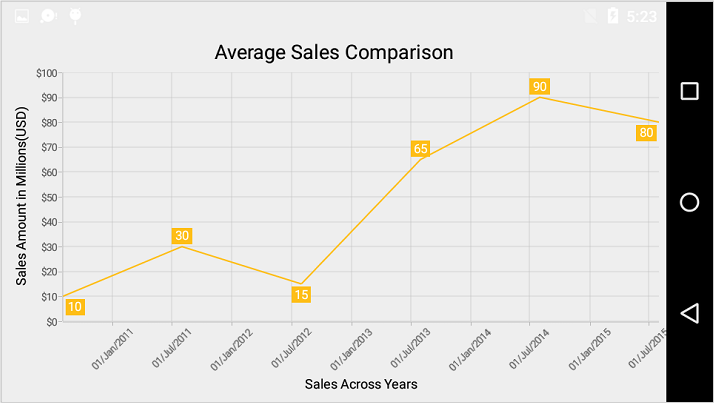 5:23
Average Sales Comparison
Sales Amount in Millions(USD)
$100
$90
$80
$70
$60
$50
$40
$30
$20
$10
$0
10
30
15
65
90
80
01/Jan/2011
01/Jul/2011
01/Jan/2012
01/Jul/2012
01/Jan/2013
01/Jul/2013
01/Jan/2014
01/Jul/2014
01/Jan/2015
01/Jul/2015
Sales Across Years